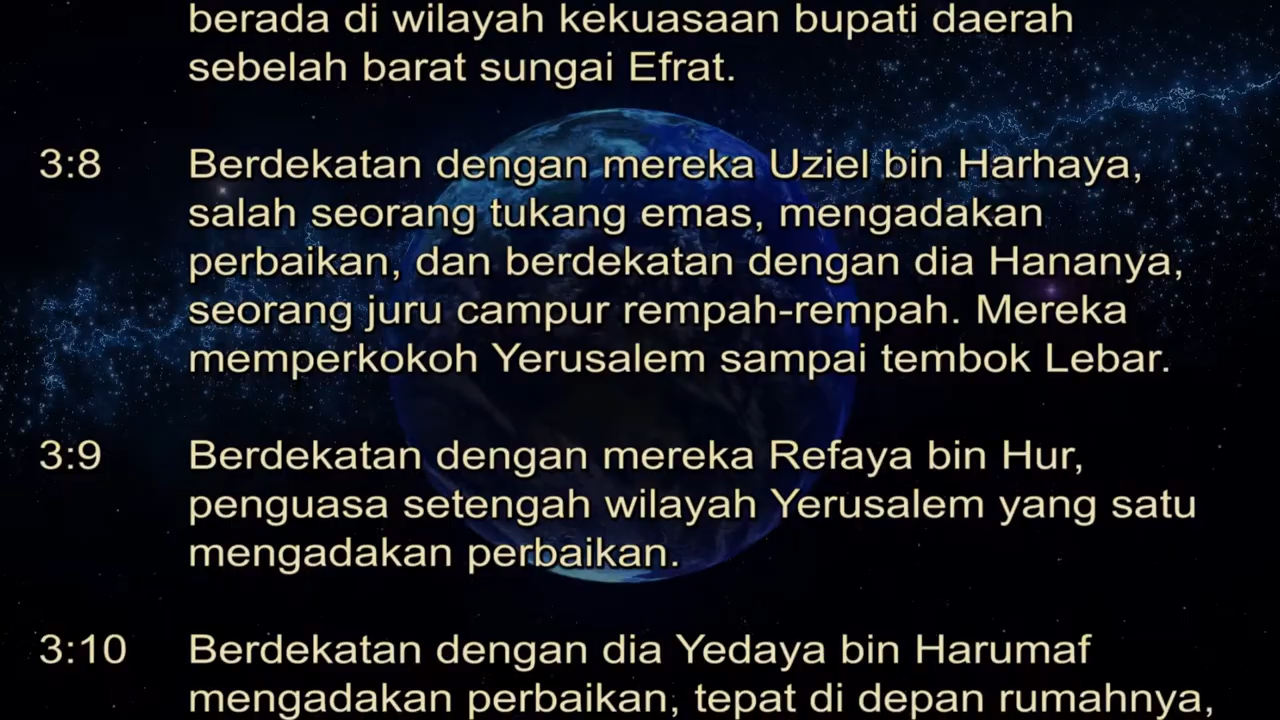 berada di wilayah kekuasaan bupati daerah
sebelah barat sungai Efrat.
3:8 Berdekatan dengan mereka Uziel bin Harhaya,
salah seorang tukang emas, mengadakan
perbaikan, dan berdekatan dengan dia Hananya,
seorang juru campur rempah-rempah. Mereka
memperkokoh Yerusalem sampai tembok Lebar.
3:9 Berdekatan dengan mereka Refaya bin Hur,
penguasa setengah wilayah Yerusalem yang satu
mengadakan perbaikan.
3:10 Berdekatan dengan dia Yedaya bin Harumaf
mengadakan perbaikan, tepat di depan rumahnya,